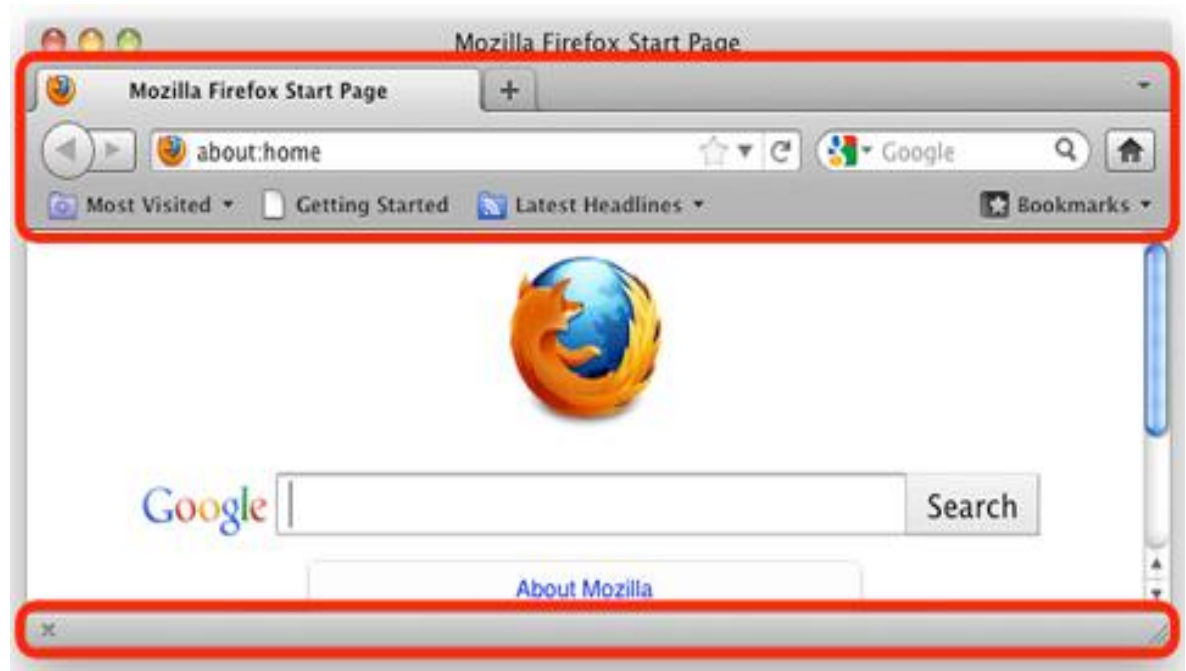 Mozilla Firefox Start Page
Mozilla Firefox Start Page +
about:home Google
Most Visited Getting Started Latest Headlines Bookmarks
Google Search
About Mozilla